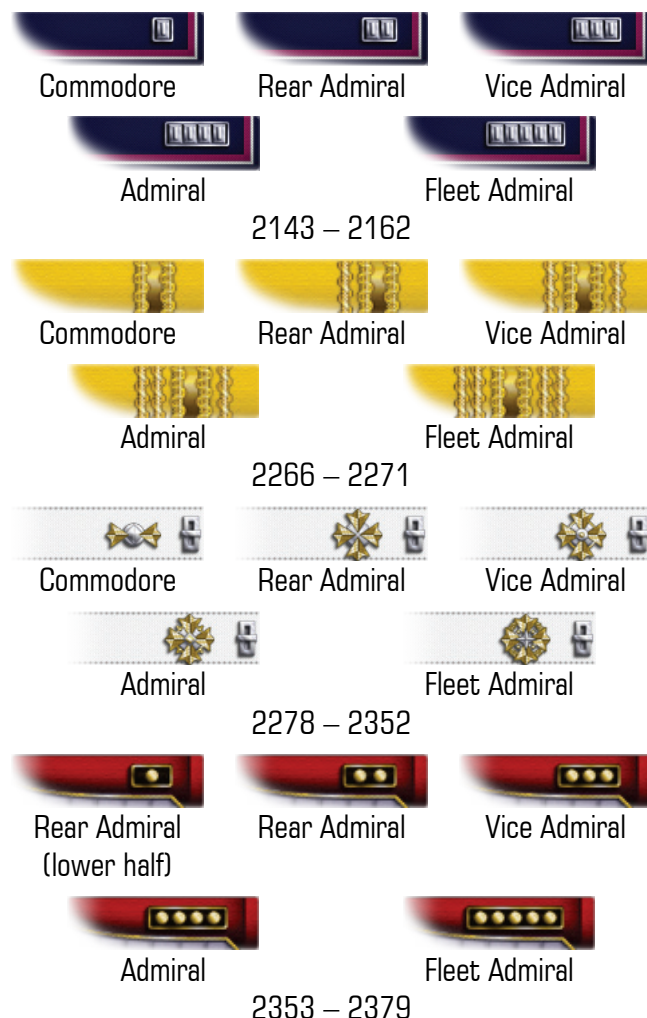 Commodore Rear Admiral Vice Admiral
Admiral Fleet Admiral
2143 – 2162
Commodore Rear Admiral Vice Admiral
Admiral Fleet Admiral
2266 – 2271
Commodore Rear Admiral Vice Admiral
Admiral Fleet Admiral
2278 – 2352
Rear Admiral Rear Admiral Vice Admiral
(lower half)
Admiral Fleet Admiral
2353 – 2379